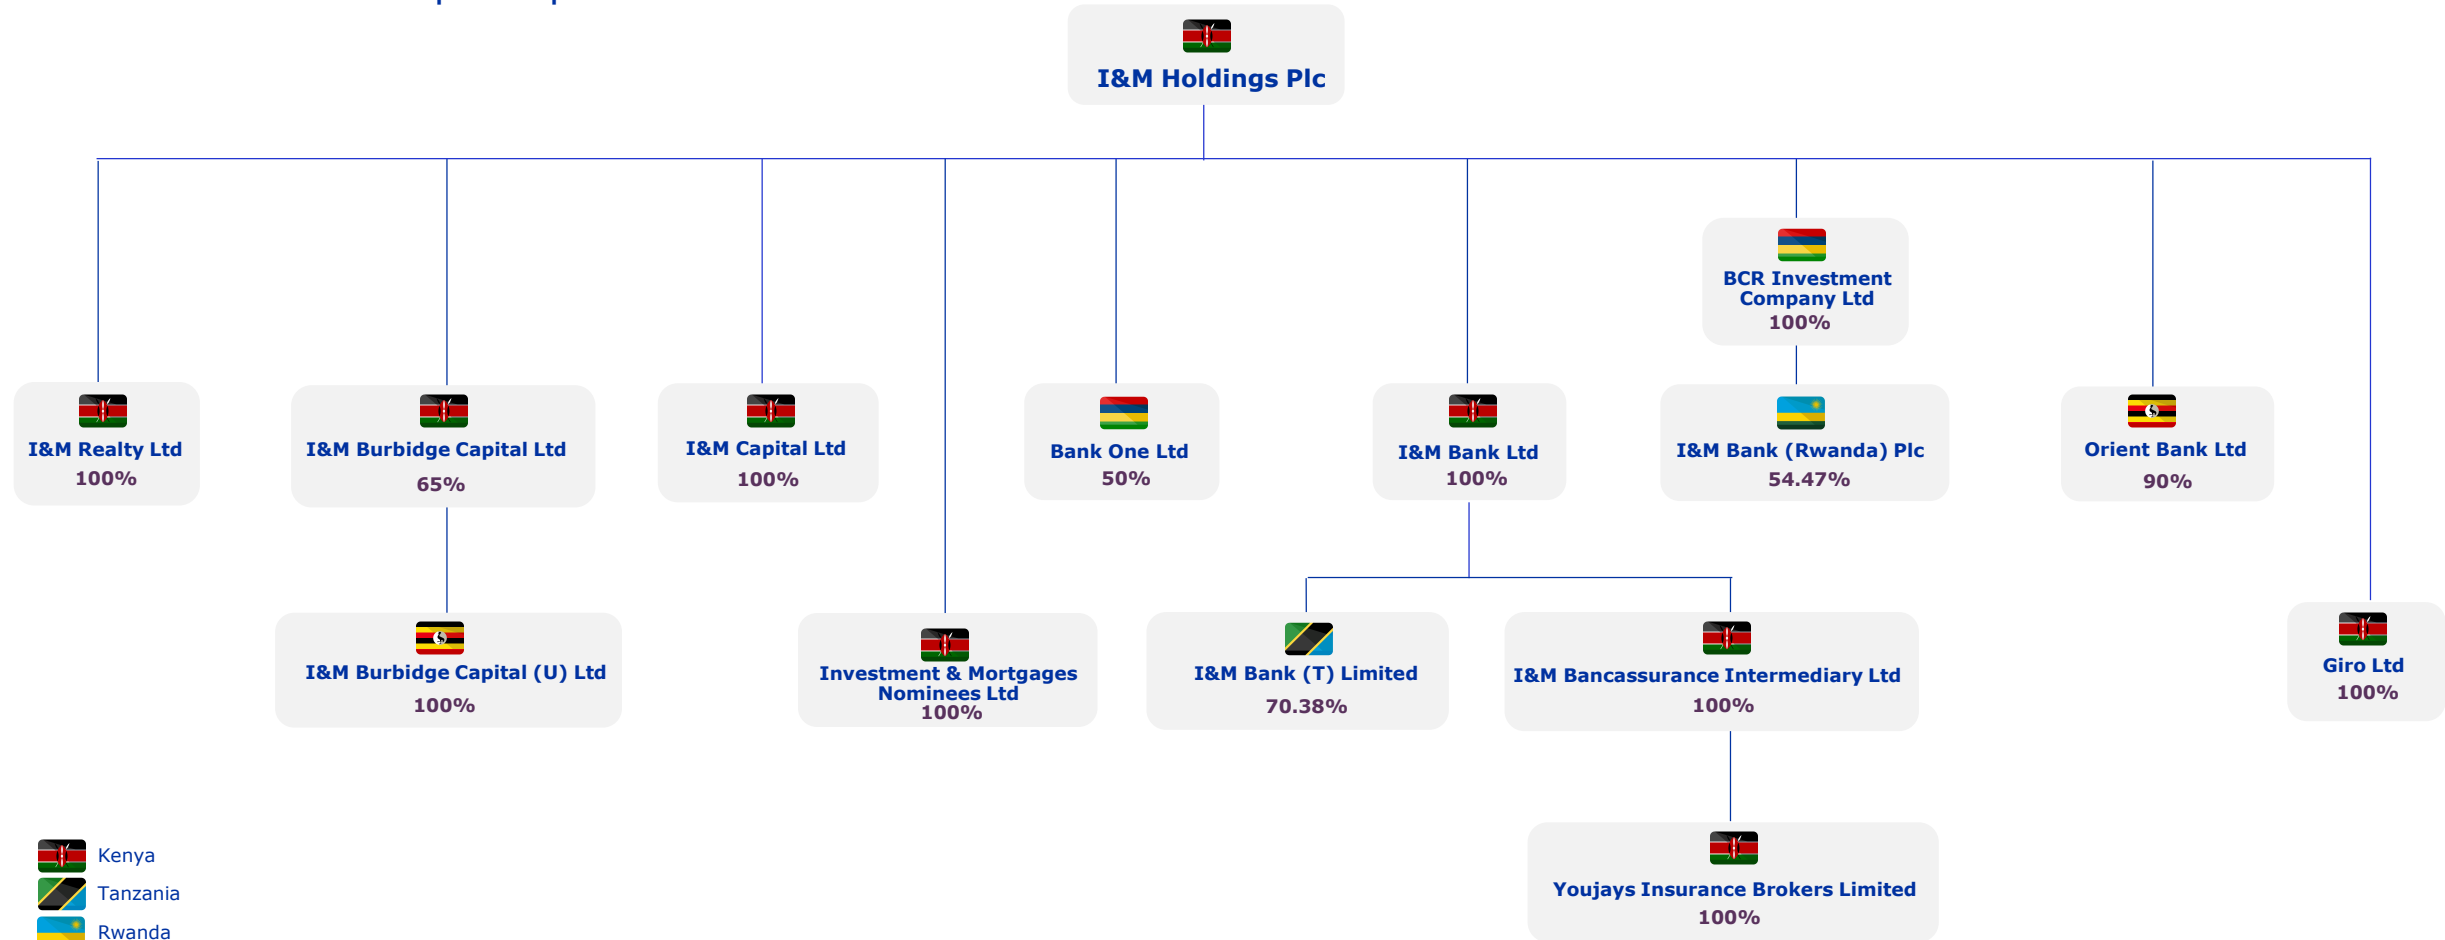 I&M Holdings Plc
BCR Investment
Company Ltd
100%
I&M Realty Ltd
100%
I&M Burbidge Capital Ltd
65%
I&M Capital Ltd
100%
Bank One Ltd
50%
I&M Bank Ltd
100%
I&M Bank (Rwanda) Plc
54.47%
Orient Bank Ltd
90%
I&M Burbidge Capital (U) Ltd
100%
Investment & Mortgages
Nominees Ltd
100%
I&M Bank (T) Limited
70.38%
I&M Bancassurance Intermediary Ltd
100%
Giro Ltd
100%
Youjays Insurance Brokers Limited
100%
Kenya
Tanzania
Rwanda